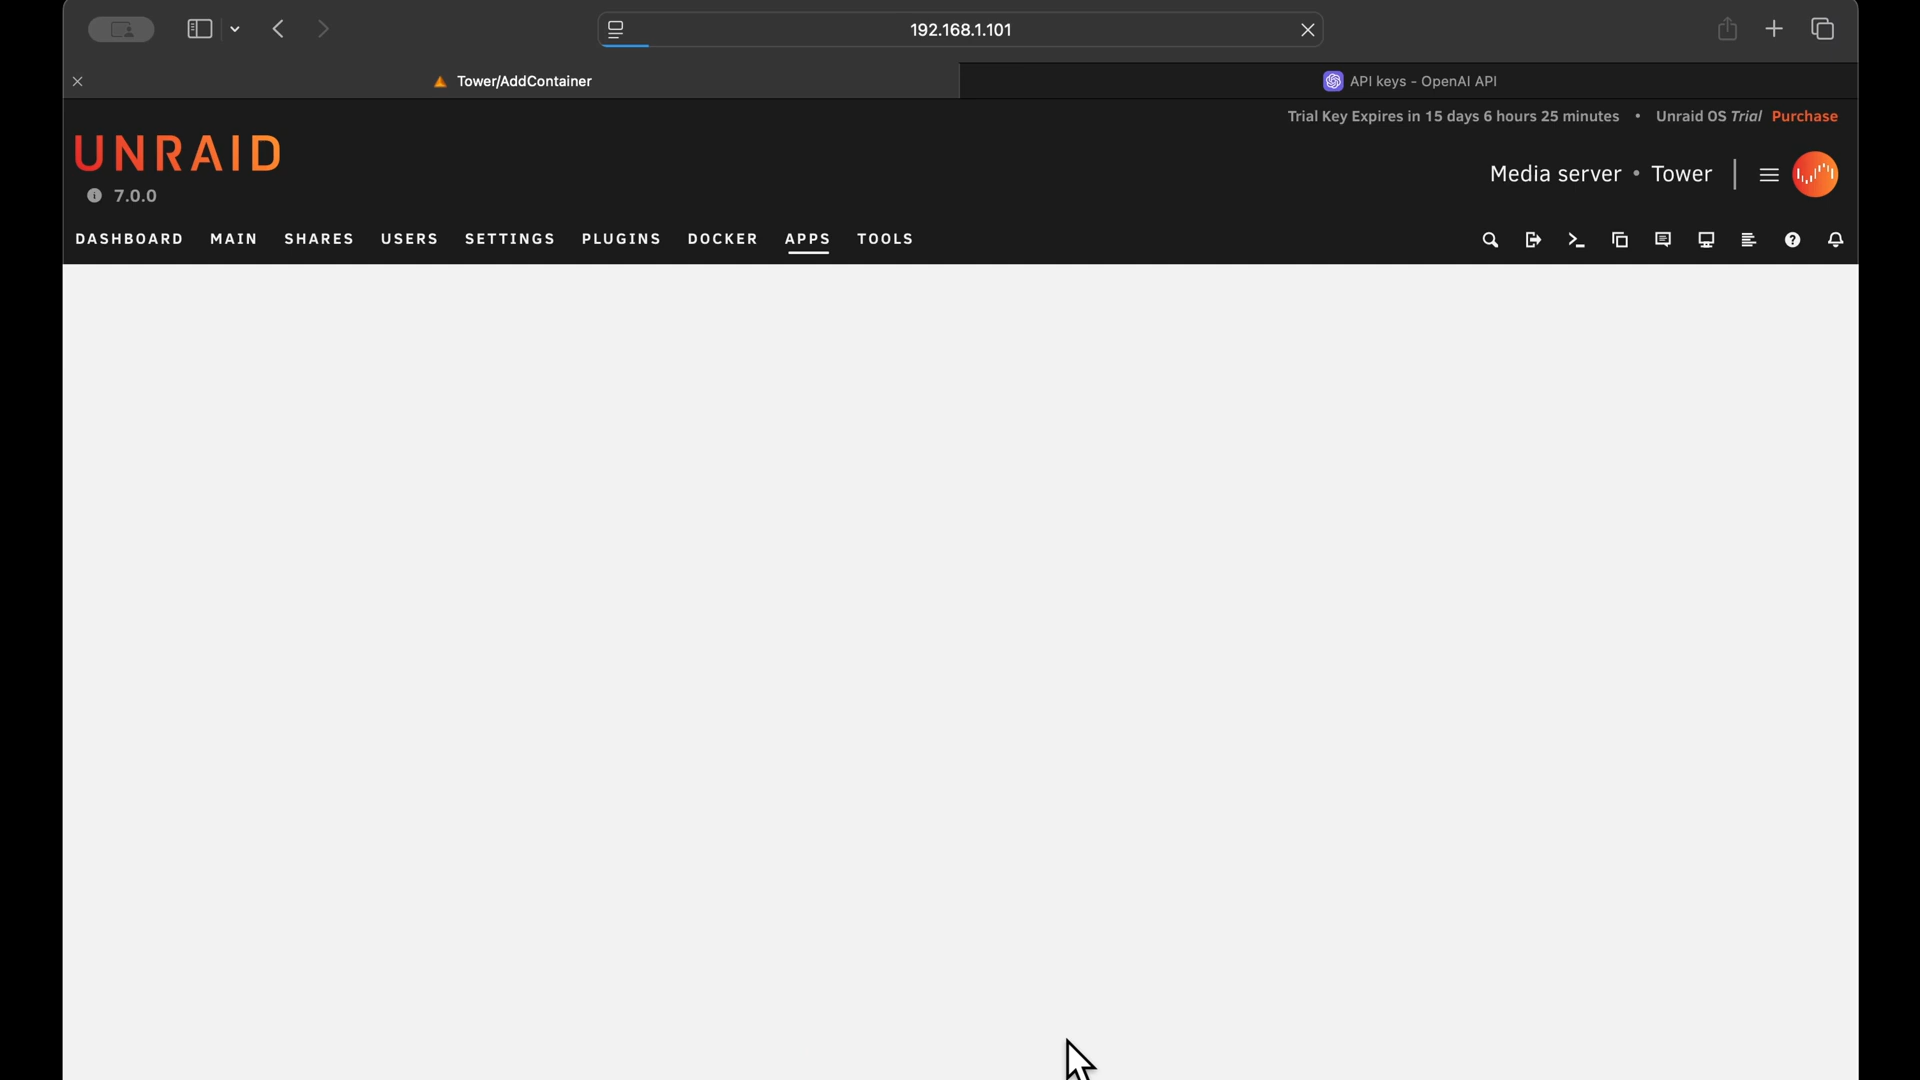 192.168.1.101
Tower/AddContainer
API keys - OpenAI API
Trial Key Expires in 15 days 6 hours 25 minutes • Unraid OS Trial Purchase
UNRAID
7.0.0
Media server • Tower
DASHBOARD MAIN SHARES USERS SETTINGS PLUGINS DOCKER APPS TOOLS